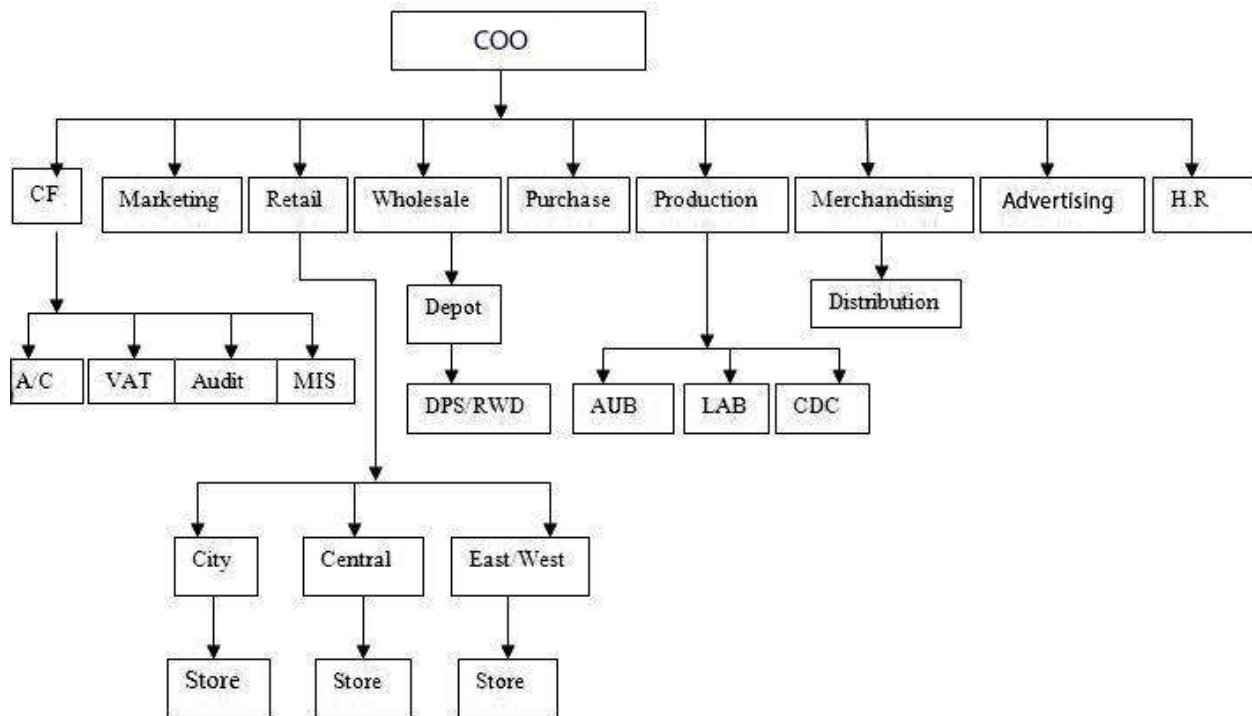 COO
CF
Marketing
Retail
Wholesale
Purchase
Production
Merchandising
Advertising
H.R
Depot
Distribution
A/C
VAT
Audit
MIS
DPS/RWD
AUB
LAB
CDC
City
Central
East/West
Store
Store
Store